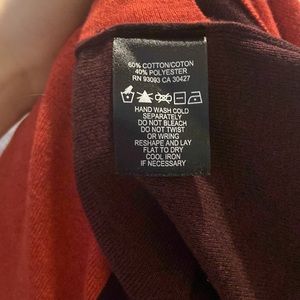 60% COTTON/COTON
40% POLYESTER
RN 93093 CA 30427
HAND WASH COLD
SEPARATELY
DO NOT BLEACH
DO NOT TWIST
OR WRING
RESHAPE AND LAY
FLAT TO DRY
COOL IRON
IF NECESSARY